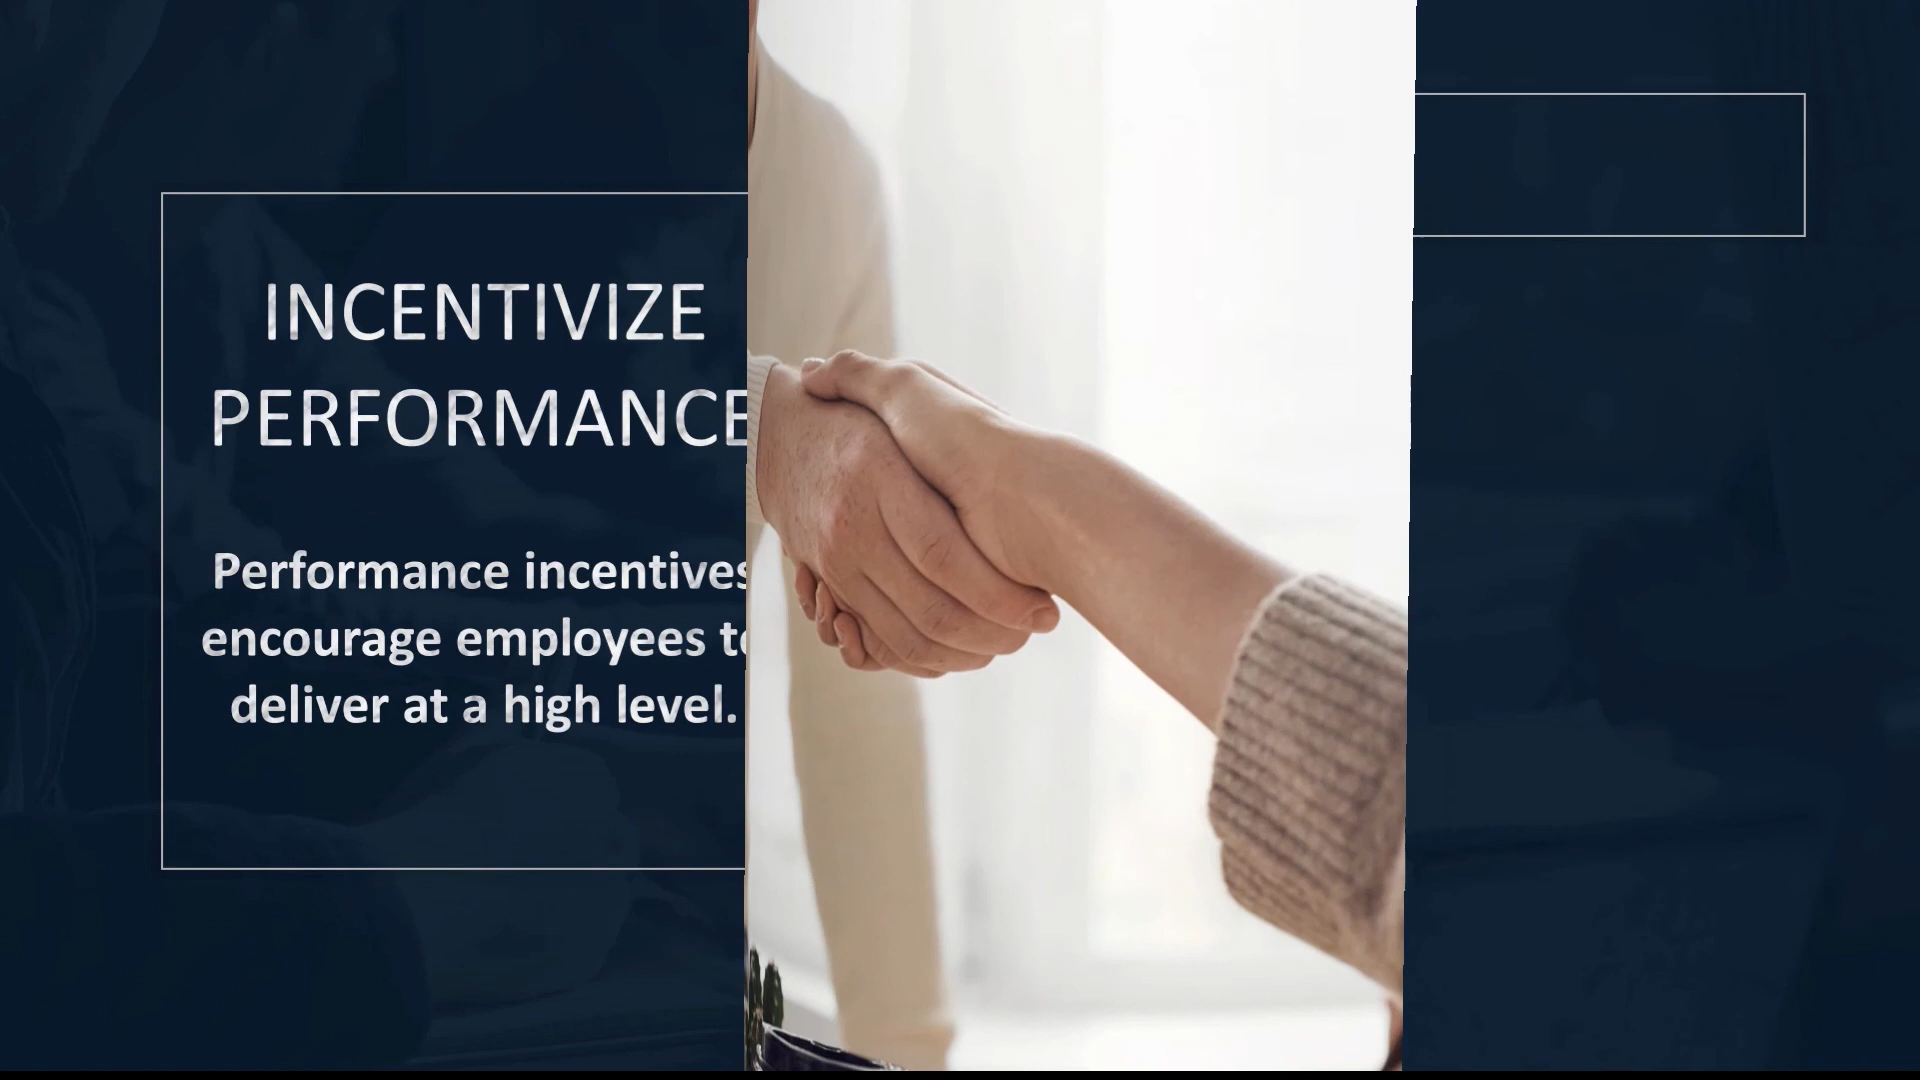 INCENTIVIZE
PERFORMANCE
Performance incentives
encourage employees to
deliver at a high level.